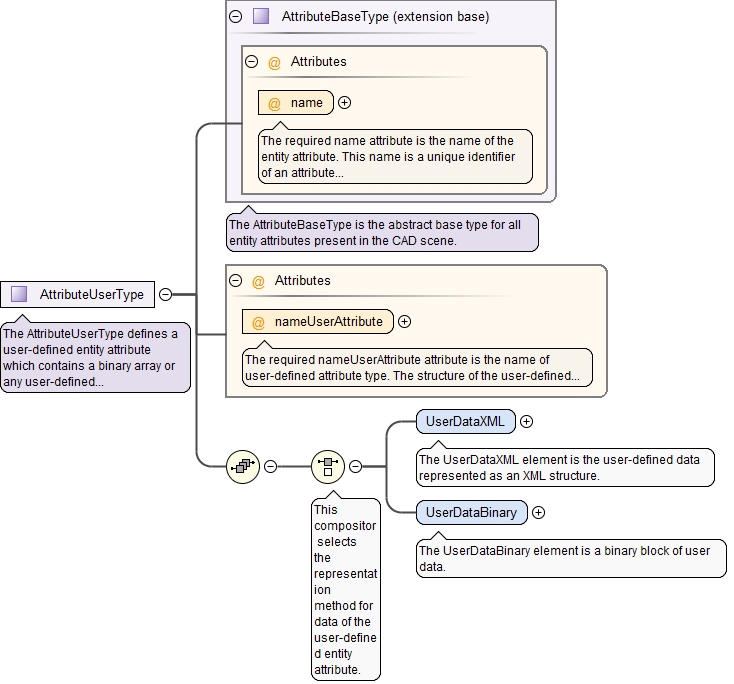 AttributeBaseType (extension base)
@ Attributes
@ name
The required name attribute is the name of the
entity attribute. This name is a unique identifier
of an attribute...
The AttributeBaseType is the abstract base type for all
entity attributes present in the CAD scene.
AttributeUserType
The AttributeUserType defines a
user-defined entity attribute
which contains a binary array or
any user-defined...
@ Attributes
@ nameUserAttribute
The required nameUserAttribute attribute is the name of
user-defined attribute type. The structure of the user-defined...
This
compositor
selects
the
representat
ion
method for
data of the
user-define
d entity
attribute.
UserDataXML
The UserDataXML element is the user-defined data
represented as an XML structure.
UserDataBinary
The UserDataBinary element is a binary block of user
data.